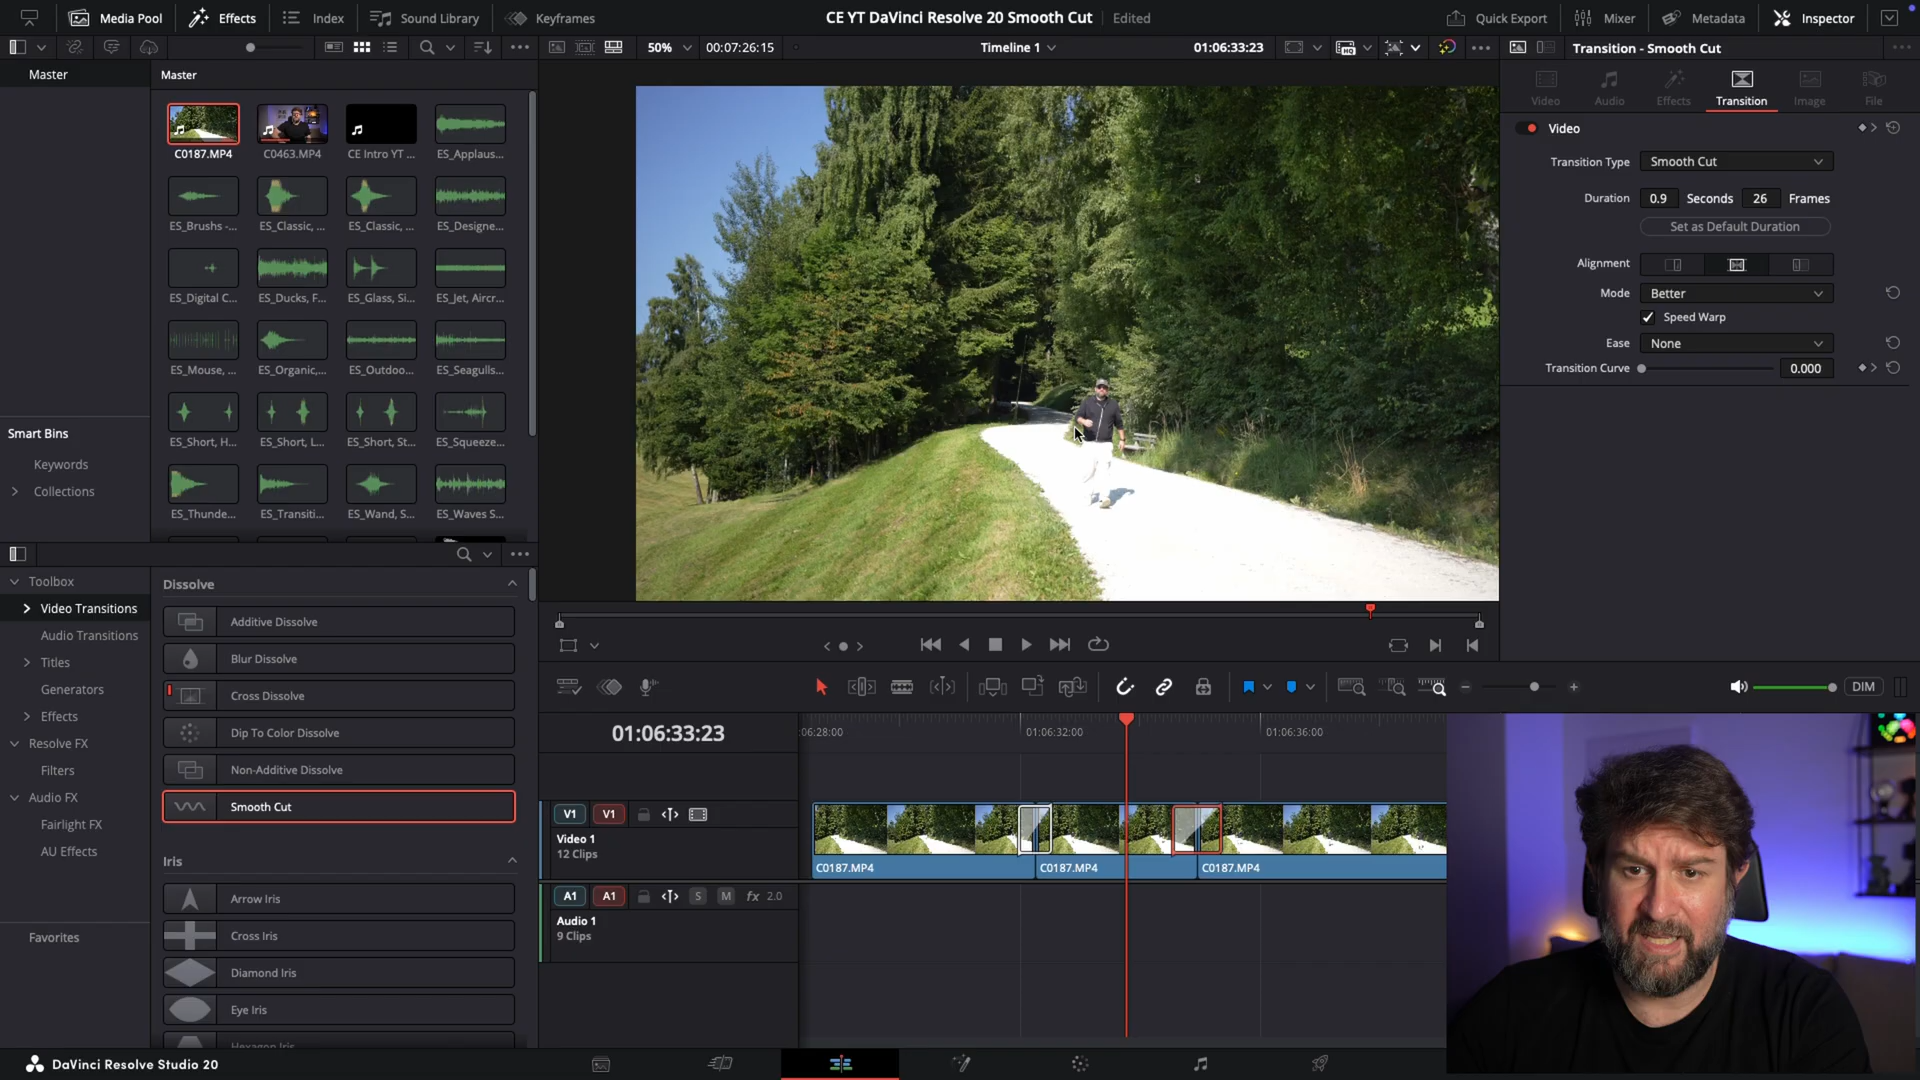 Media Pool
Effects
Index
Sound Library
Keyframes
CE YT DaVinci Resolve 20 Smooth Cut
Edited
Quick Export
Mixer
Metadata
Inspector
50%
00:07:26:15
Timeline 1
01:06:33:23
Transition - Smooth Cut
Master
Master
C0187.MP4
C0463.MP4
CE Intro YT ...
ES_Applaus...
ES_Brushs -...
ES_Classic, ...
ES_Classic, ...
ES_Designe...
ES_Digital C...
ES_Ducks, F...
ES_Glass, Si...
ES_Jet, Aircr...
ES_Mouse, ...
ES_Organic,...
ES_Outdoo...
ES_Seagulls...
ES_Short, H...
ES_Short, L...
ES_Short, St...
ES_Squeeze...
ES_Thunde...
ES_Transiti...
ES_Wand, S...
ES_Waves S...
Smart Bins
Keywords
Collections
Video
Audio
Effects
Transition
Image
File
Video
Transition Type
Smooth Cut
Duration
0.9
Seconds
26
Frames
Set as Default Duration
Alignment
Mode
Better
Speed Warp
Ease
None
Transition Curve
0.000
Toolbox
Video Transitions
Audio Transitions
Titles
Generators
Effects
Resolve FX
Filters
Audio FX
Fairlight FX
AU Effects
Favorites
Dissolve
Additive Dissolve
Blur Dissolve
Cross Dissolve
Dip To Color Dissolve
Non-Additive Dissolve
Smooth Cut
Iris
Arrow Iris
Cross Iris
Diamond Iris
Eye Iris
Hexagon Iris
DIM
01:06:33:23
:06:28:00
01:06:32:00
01:06:36:00
V1
V1
Video 1
12 Clips
C0187.MP4
C0187.MP4
C0187.MP4
A1
A1
S
M
fx
2.0
Audio 1
9 Clips
DaVinci Resolve Studio 20